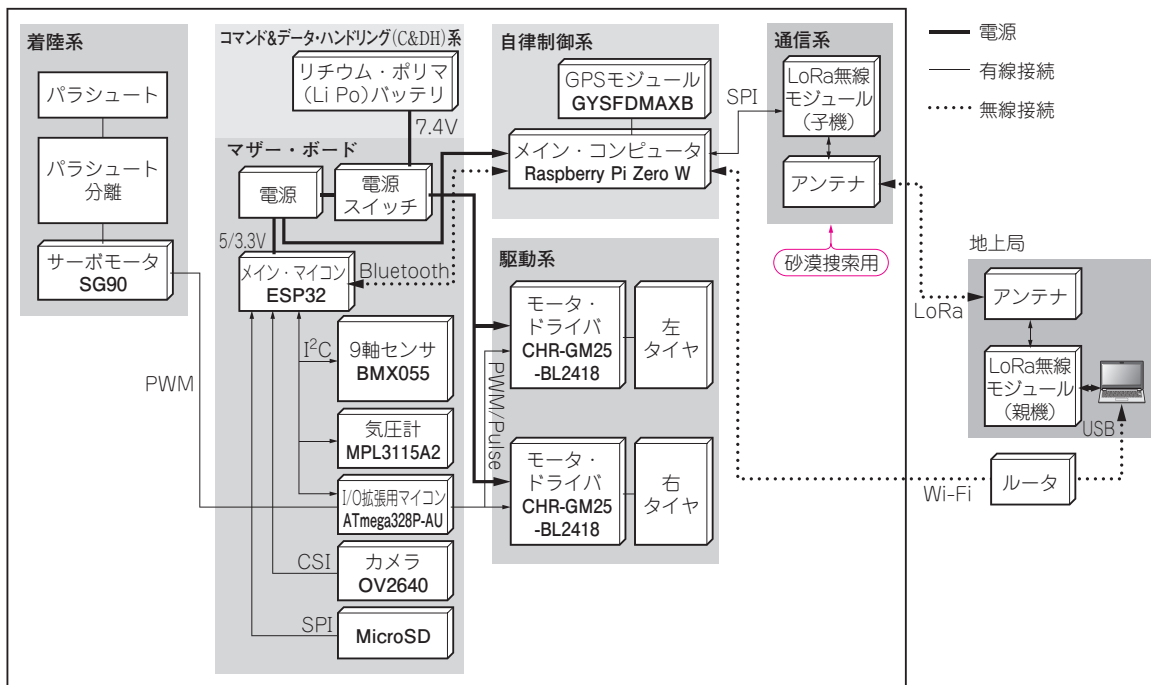 着陸系
パラシュート
パラシュート
分離
サーボモータ
SG90
PWM
コマンド&データ・ハンドリング(C&DH)系
リチウム・ポリマ
(Li Po)バッテリ
7.4V
マザー・ボード
電源
電源
スイッチ
5/3.3V
メイン・マイコン
ESP32
Bluetooth
I²C
9軸センサ
BMX055
気圧計
MPL3115A2
I/O拡張用マイコン
ATmega328P-AU
CSI
カメラ
OV2640
SPI
MicroSD
自律制御系
GPSモジュール
GYSFDMAXB
メイン・コンピュータ
Raspberry Pi Zero W
SPI
駆動系
モータ・
ドライバ
CHR-GM25
-BL2418
左
タイヤ
PWM/Pulse
モータ・
ドライバ
CHR-GM25
-BL2418
右
タイヤ
通信系
LoRa無線
モジュール
(子機)
アンテナ
砂漠捜索用
電源
有線接続
無線接続
地上局
アンテナ
LoRa
LoRa無線
モジュール
(親機)
USB
Wi-Fi
ルータ